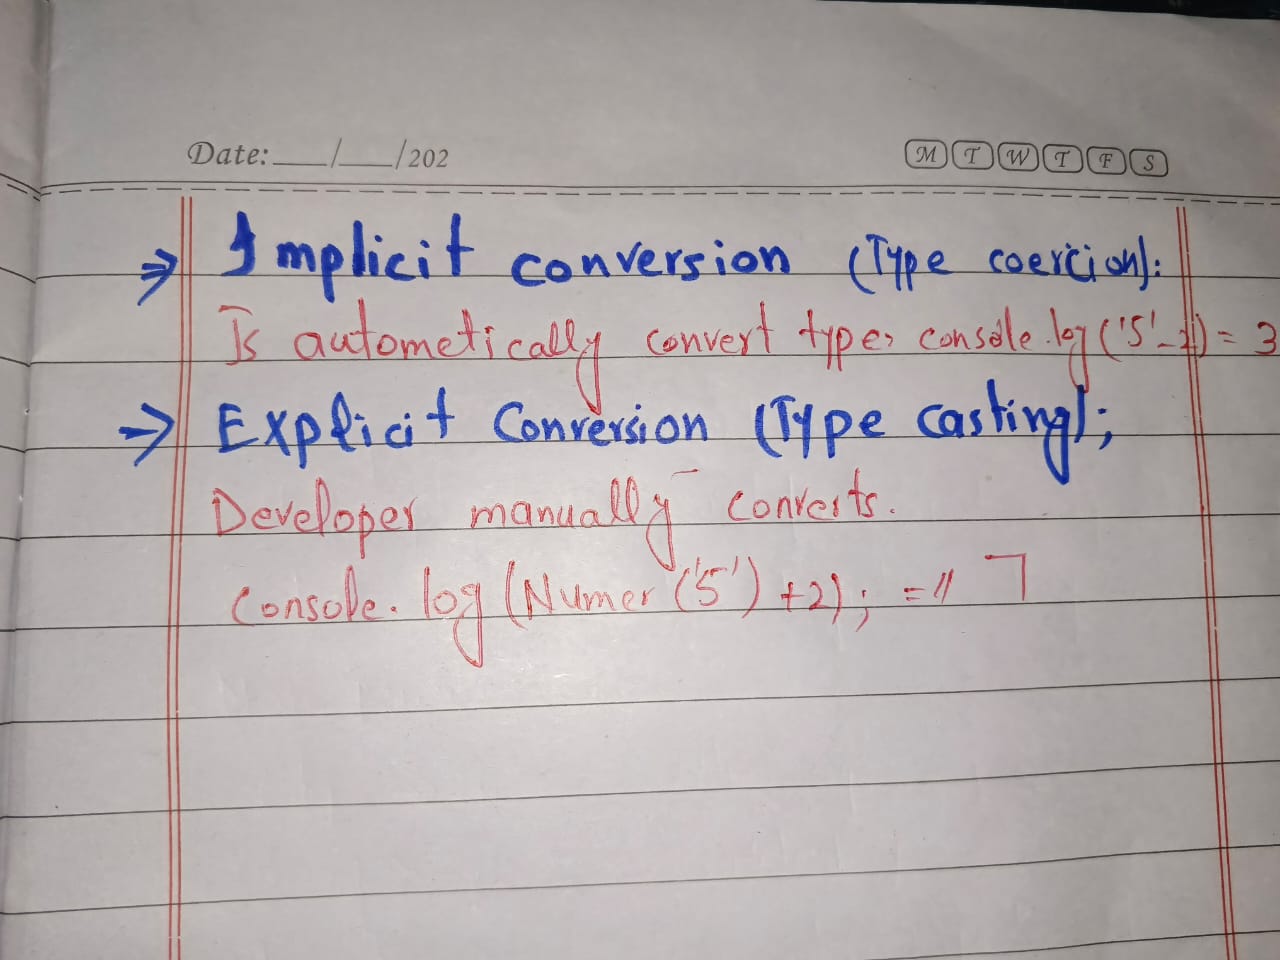 Date: ___/___/202 M T W T F S
⇒ Implicit conversion (Type coercion):
Is autometically convert type, console.log('5'-2) = 3
→ Explicit Conversion (Type casting);
Developer manually converts.
Console.log(Numer('5')+2); =// 7